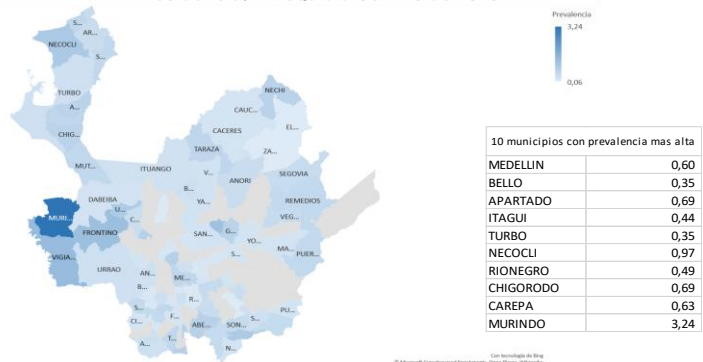 Prevalencia
3,24
0,06
S...
AR...
NECOCLI
S...
TURBO
A...
NECHI
CAUC...
CHIG...
CACERES
EL...
TARAZA
ZA...
MUT...
ITUANGO
V...
ANORI
SEGOVIA
B...
DABEIBA
YA...
REMEDIOS
U...
MURI...
C...
VEG...
FRONTINO
SAN...
G...
YO...
MA...
VIGIA...
S...
PUER...
URRAO
AN...
ME...
B...
R...
S...
PU...
CI...
F...
ABE...
SON...
S...
A...
T...
N...
10 municipios con prevalencia mas alta
MEDELLIN 0,60
BELLO 0,35
APARTADO 0,69
ITAGUI 0,44
TURBO 0,35
NECOCLI 0,97
RIONEGRO 0,49
CHIGORODO 0,69
CAREPA 0,63
MURINDO 3,24
Con tecnología de Bing